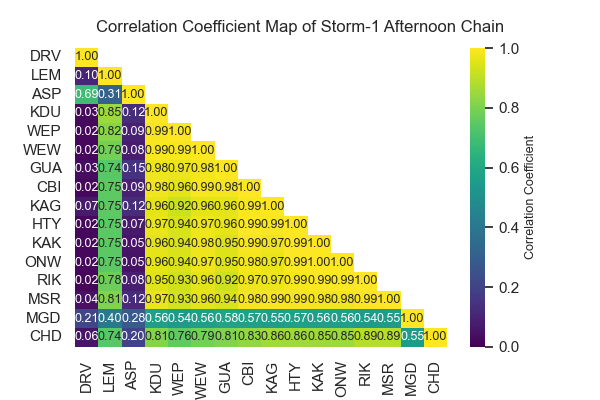 Correlation Coefficient Map of Storm-1 Afternoon Chain
DRV 1.00
LEM 0.10 1.00
ASP 0.69 0.31 1.00
KDU 0.03 0.85 0.12 1.00
WEP 0.02 0.82 0.09 0.99 1.00
WEW 0.02 0.79 0.08 0.99 0.99 1.00
GUA 0.03 0.74 0.15 0.98 0.97 0.98 1.00
CBI 0.02 0.75 0.09 0.98 0.96 0.99 0.98 1.00
KAG 0.07 0.75 0.12 0.96 0.92 0.96 0.96 0.99 1.00
HTY 0.02 0.75 0.07 0.97 0.94 0.97 0.96 0.99 0.99 1.00
KAK 0.02 0.75 0.05 0.96 0.94 0.98 0.95 0.99 0.97 0.99 1.00
ONW 0.02 0.75 0.05 0.96 0.94 0.97 0.95 0.98 0.97 0.99 1.00 1.00
RIK 0.02 0.78 0.08 0.95 0.93 0.96 0.92 0.97 0.97 0.99 0.99 0.99 1.00
MSR 0.04 0.81 0.12 0.97 0.93 0.96 0.94 0.98 0.99 0.99 0.98 0.98 0.99 1.00
MGD 0.21 0.40 0.28 0.56 0.54 0.56 0.58 0.57 0.55 0.57 0.56 0.56 0.54 0.55 1.00
CHD 0.06 0.74 0.20 0.81 0.76 0.79 0.81 0.83 0.86 0.86 0.85 0.85 0.89 0.89 0.55 1.00
DRV LEM ASP KDU WEP WEW GUA CBI KAG HTY KAK ONW RIK MSR MGD CHD
1.0
0.8
0.6
0.4
0.2
0.0
Correlation Coefficient